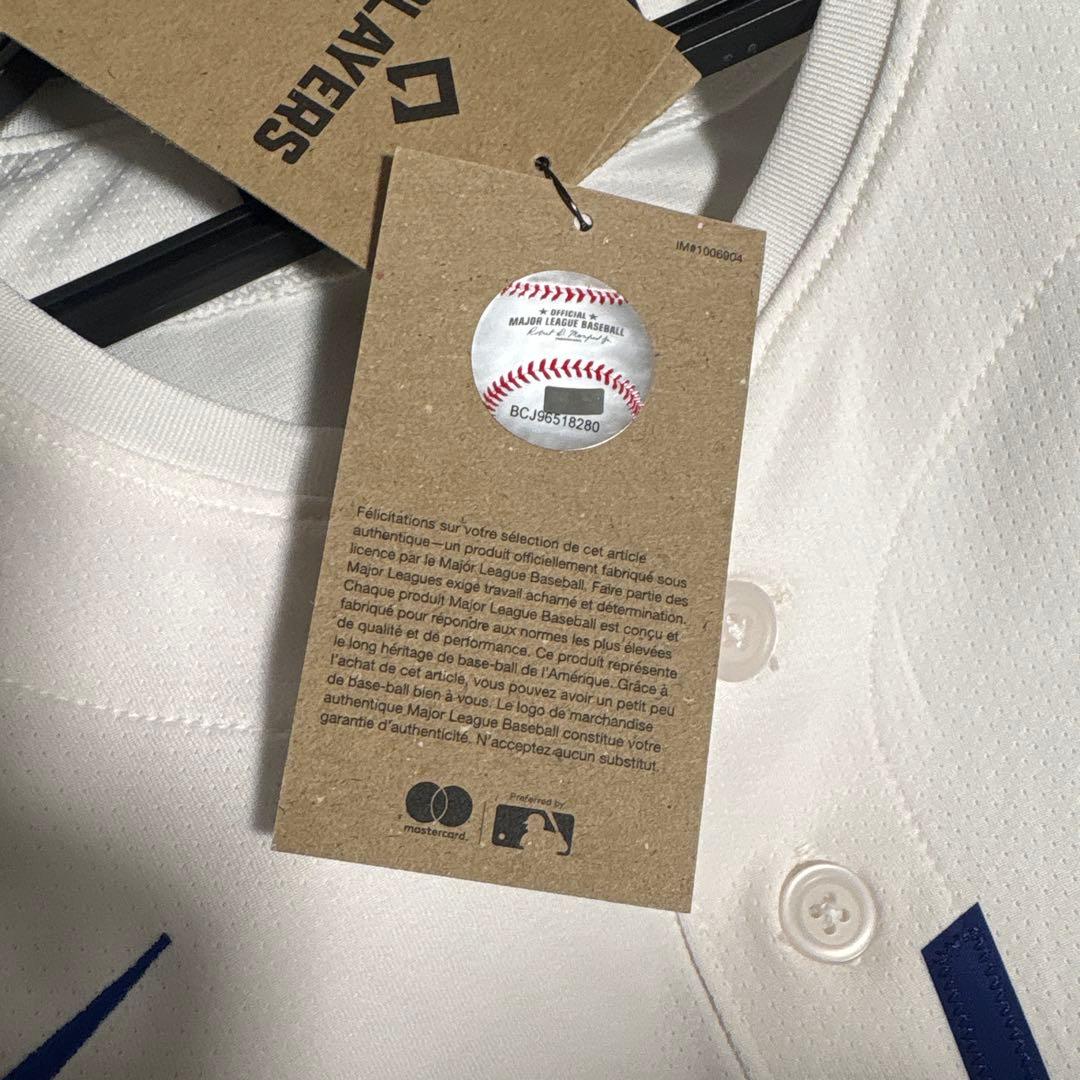 PLAYERS
IM#1006904
★ OFFICIAL ★
MAJOR LEAGUE BASEBALL
Robert D. Manfred Jr.
BCJ96518280
Félicitations sur votre sélection de cet article
authentique—un produit officiellement fabriqué sous
licence par le Major League Baseball. Faire partie des
Major Leagues exige travail acharné et détermination.
Chaque produit Major League Baseball est conçu et
fabriqué pour répondre aux normes les plus élevées
de qualité et de performance. Ce produit représente
le long héritage de base-ball de l'Amérique. Grâce à
l'achat de cet article, vous pouvez avoir un petit peu
de base-ball bien à vous. Le logo de marchandise
authentique Major League Baseball constitue votre
garantie d'authenticité. N'acceptez aucun substitut.
mastercard
Preferred by